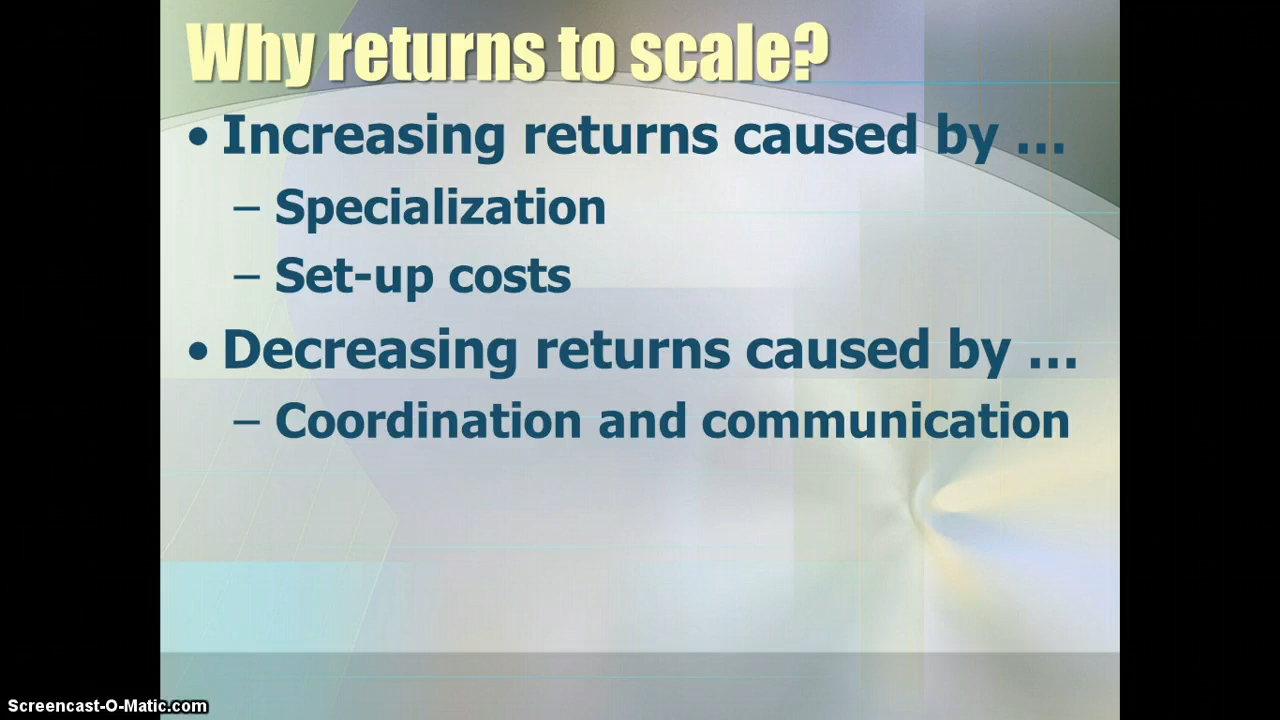 Why returns to scale?
• Increasing returns caused by ...
– Specialization
– Set-up costs
• Decreasing returns caused by ...
– Coordination and communication
Screencast-O-Matic.com